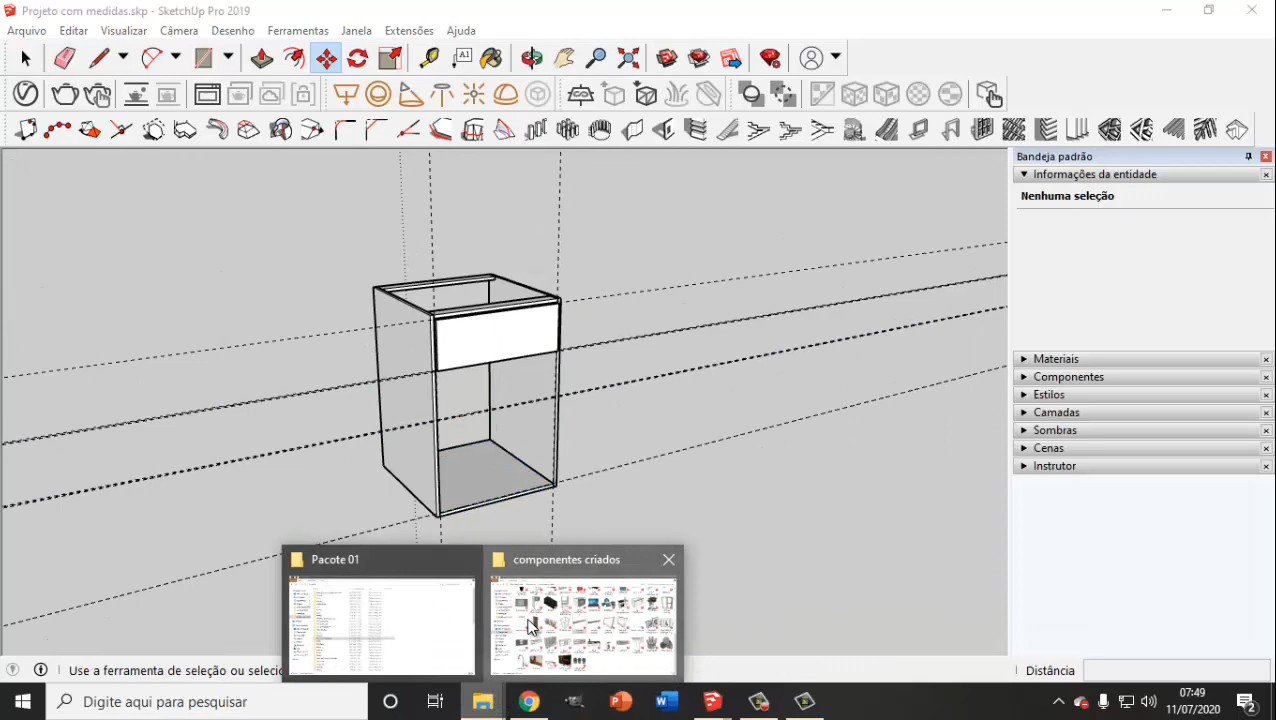 Projeto com medidas.skp - SketchUp Pro 2019
Arquivo Editar Visualizar Câmera Desenho Ferramentas Janela Extensões Ajuda
A1
Bandeja padrão
Informações da entidade
Nenhuma seleção
Materiais
Componentes
Estilos
Camadas
Sombras
Cenas
Instrutor
Pacote 01
componentes criados
a ferramenta de seleção ou selecio
Distância
Digite aqui para pesquisar
07:49
11/07/2020
2